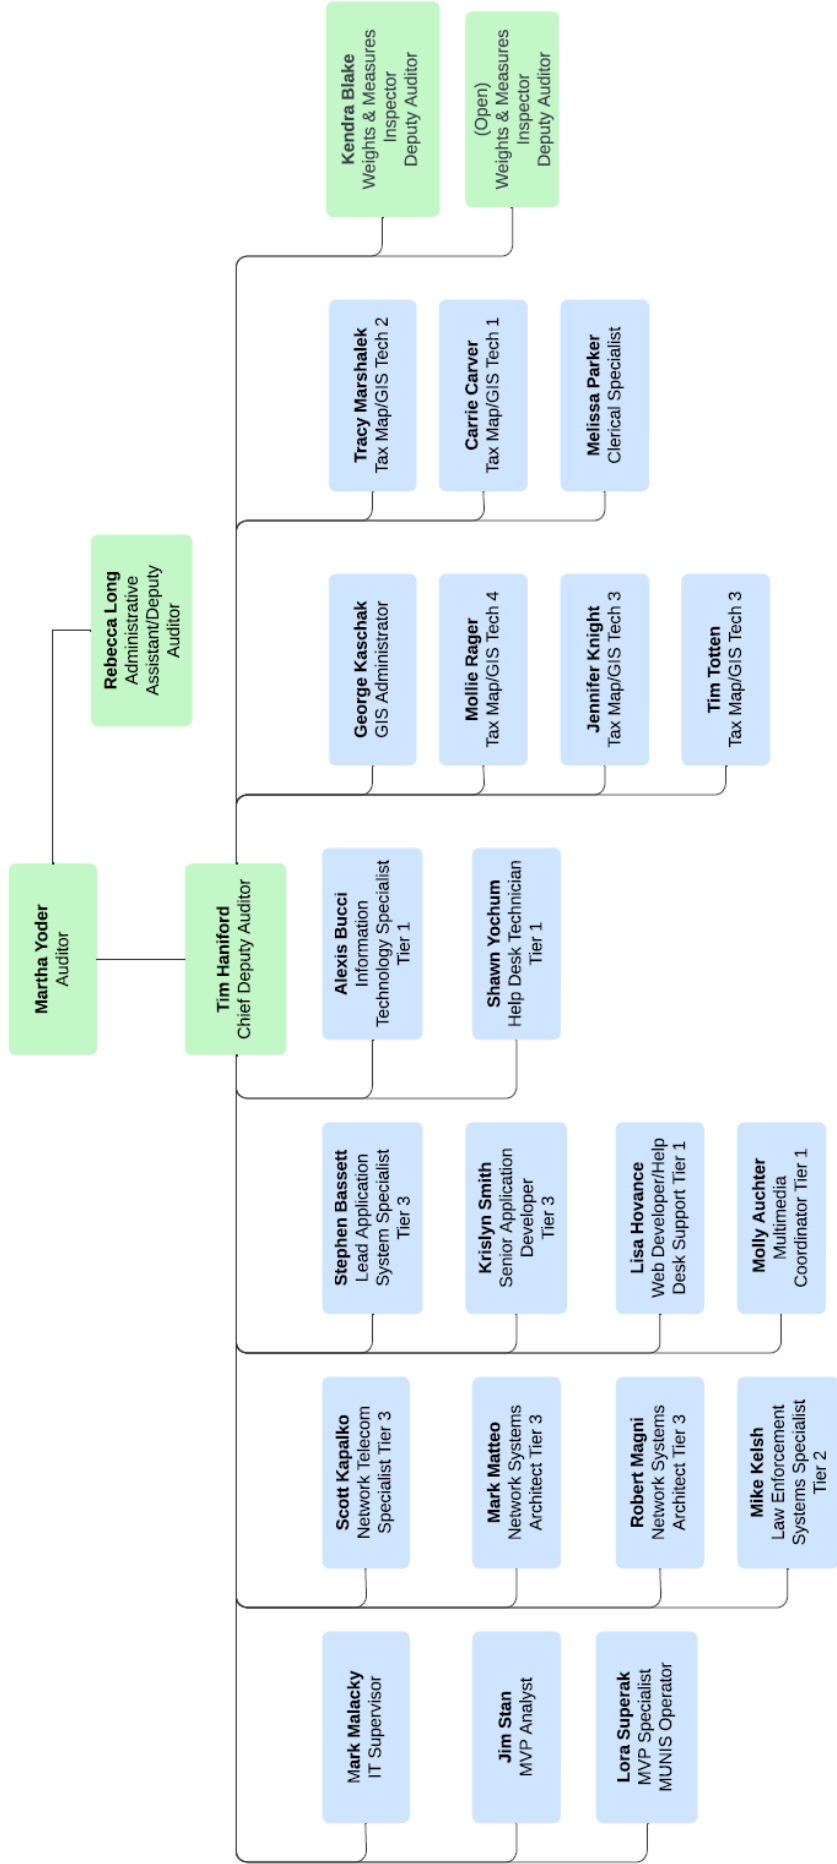 Martha Yoder
Auditor
Rebecca Long
Administrative
Assistant/Deputy
Auditor
Tim Haniford
Chief Deputy Auditor
Mark Malacky
IT Supervisor
Jim Stan
MVP Analyst
Lora Superak
MVP Specialist
MUNIS Operator
Scott Kapalko
Network Telecom
Specialist Tier 3
Mark Matteo
Network Systems
Architect Tier 3
Robert Magni
Network Systems
Architect Tier 3
Mike Kelsh
Law Enforcement
Systems Specialist
Tier 2
Stephen Bassett
Lead Application
System Specialist
Tier 3
Krislyn Smith
Senior Application
Developer
Tier 3
Lisa Hovance
Web Developer/Help
Desk Support Tier 1
Molly Auchter
Multimedia
Coordinator Tier 1
Alexis Bucci
Information
Technology Specialist
Tier 1
Shawn Yochum
Help Desk Technician
Tier 1
George Kaschak
GIS Administrator
Mollie Rager
Tax Map/GIS Tech 4
Jennifer Knight
Tax Map/GIS Tech 3
Tim Totten
Tax Map/GIS Tech 3
Tracy Marshalek
Tax Map/GIS Tech 2
Carrie Carver
Tax Map/GIS Tech 1
Melissa Parker
Clerical Specialist
Kendra Blake
Weights & Measures
Inspector
Deputy Auditor
(Open)
Weights & Measures
Inspector
Deputy Auditor